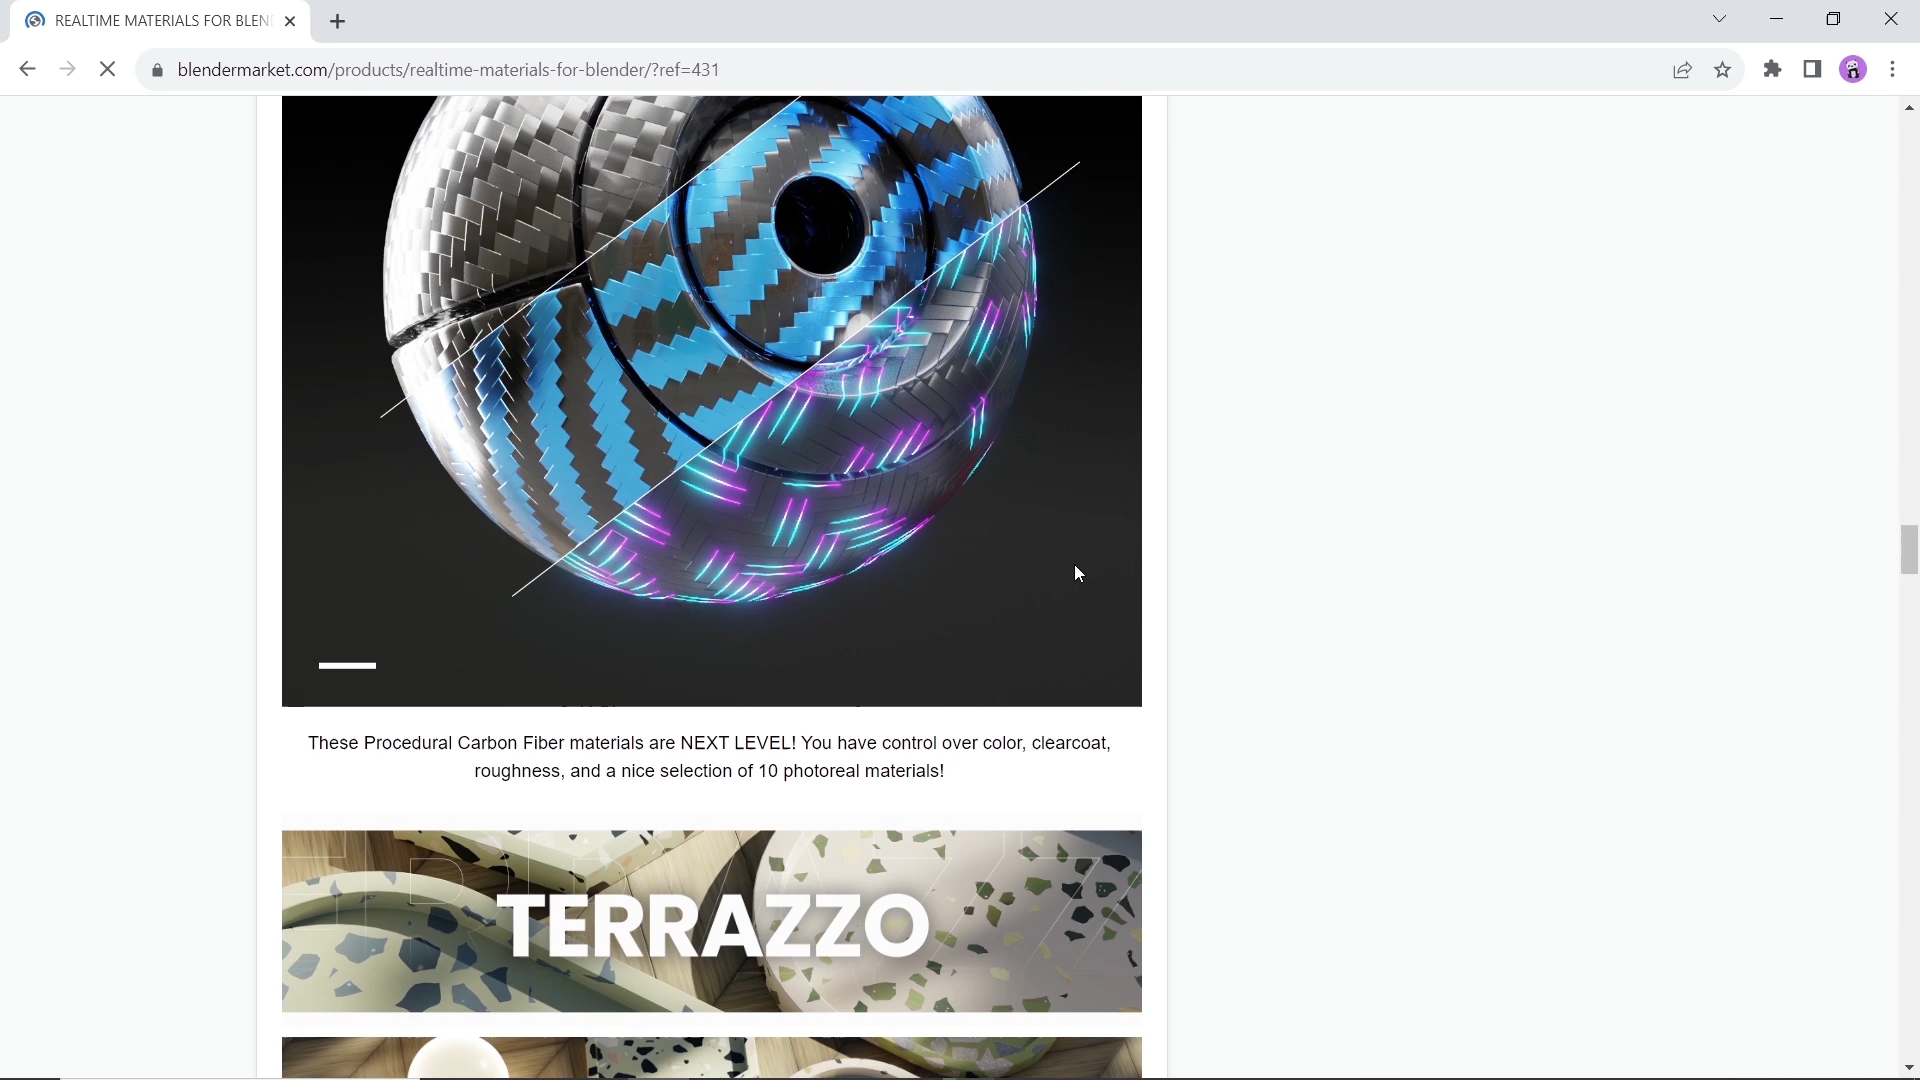 REALTIME MATERIALS FOR BLEN
blendermarket.com/products/realtime-materials-for-blender/?ref=431
These Procedural Carbon Fiber materials are NEXT LEVEL! You have control over color, clearcoat,
roughness, and a nice selection of 10 photoreal materials!
TERRAZZO